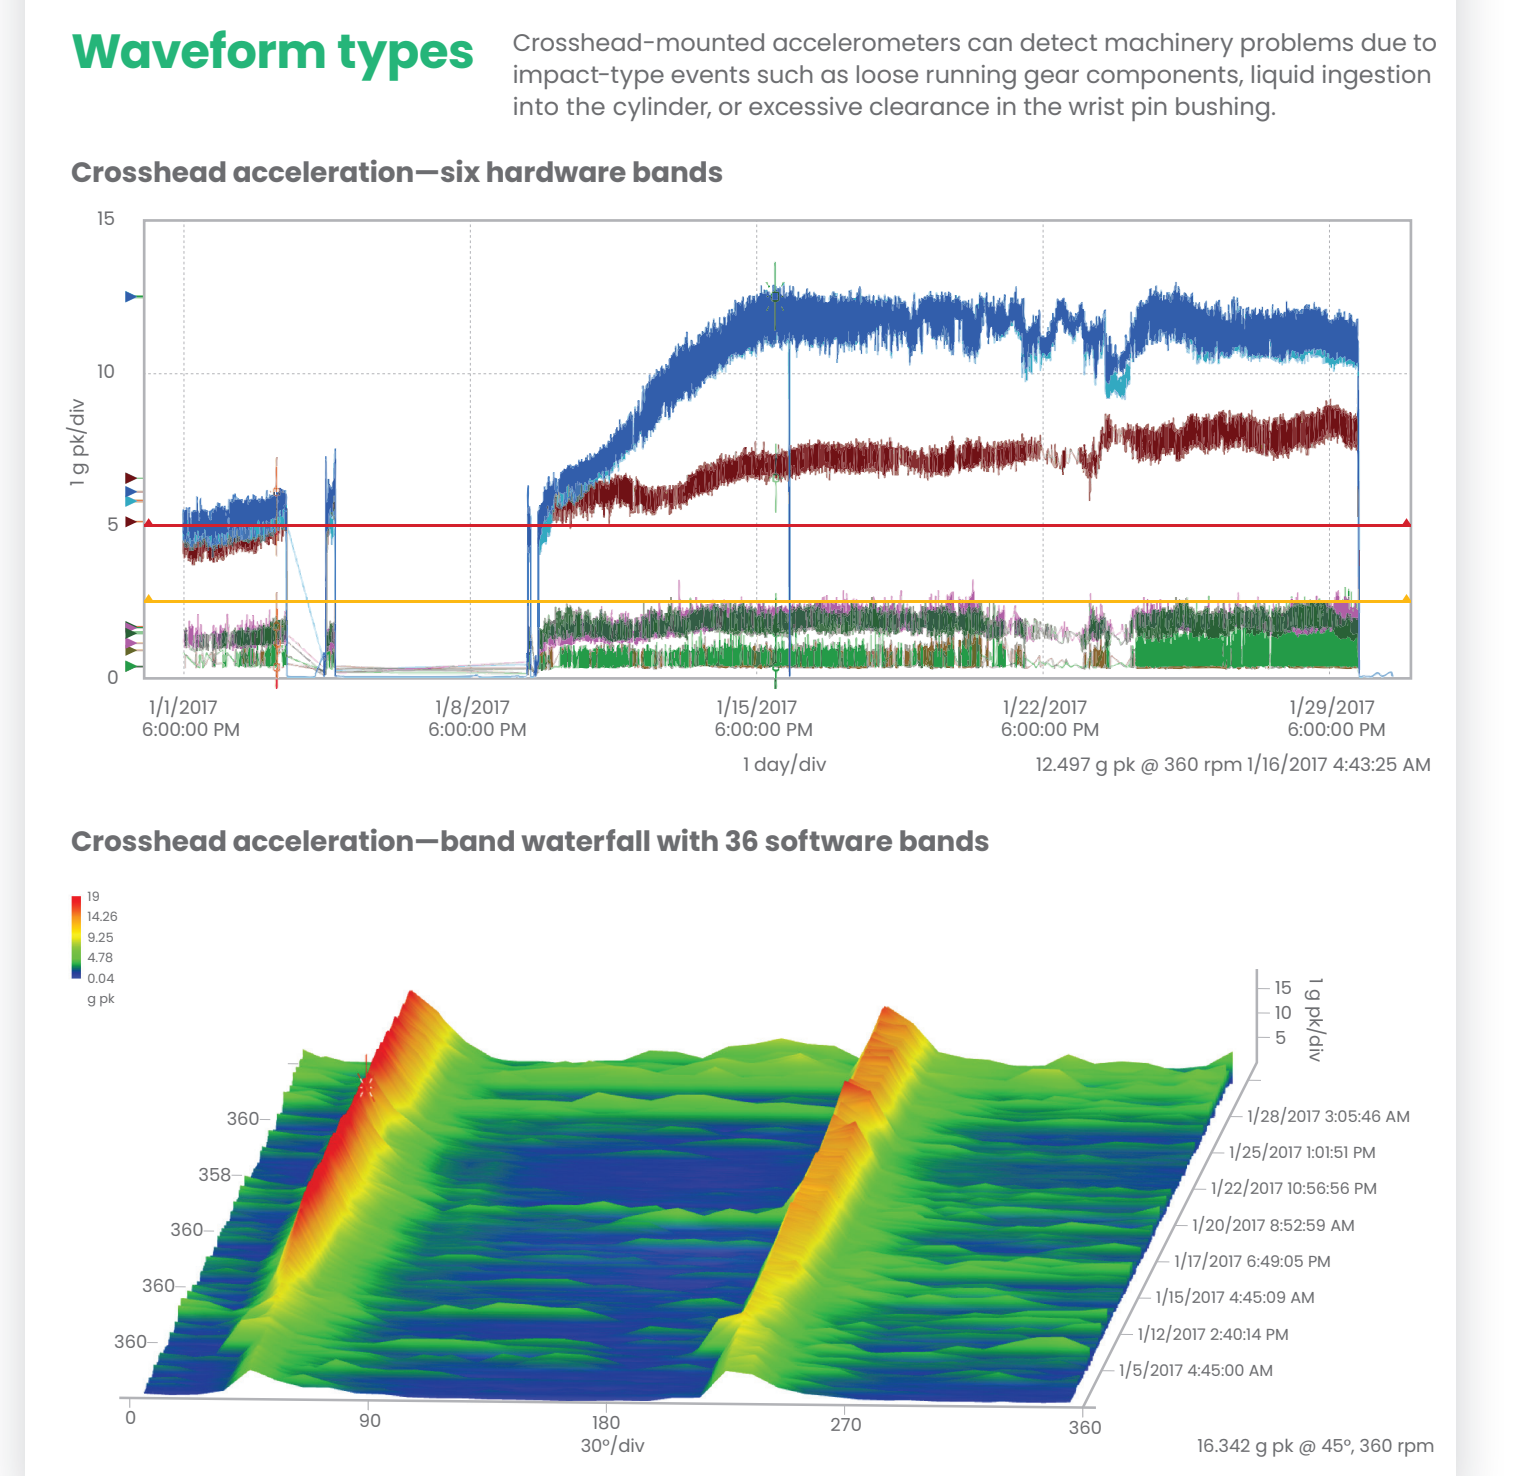 Waveform types
Crosshead-mounted accelerometers can detect machinery problems due to
impact-type events such as loose running gear components, liquid ingestion
into the cylinder, or excessive clearance in the wrist pin bushing.
Crosshead acceleration—six hardware bands
15
10
5
0
1 g pk/div
1/1/2017
6:00:00 PM
1/8/2017
6:00:00 PM
1/15/2017
6:00:00 PM
1/22/2017
6:00:00 PM
1/29/2017
6:00:00 PM
1 day/div
12.497 g pk @ 360 rpm 1/16/2017 4:43:25 AM
Crosshead acceleration—band waterfall with 36 software bands
19
14.26
9.25
4.78
0.04
g pk
15
10
5
1 g pk/div
360
358
360
360
360
1/28/2017 3:05:46 AM
1/25/2017 1:01:51 PM
1/22/2017 10:56:56 PM
1/20/2017 8:52:59 AM
1/17/2017 6:49:05 PM
1/15/2017 4:45:09 AM
1/12/2017 2:40:14 PM
1/5/2017 4:45:00 AM
0
90
180
270
360
30°/div
16.342 g pk @ 45°, 360 rpm